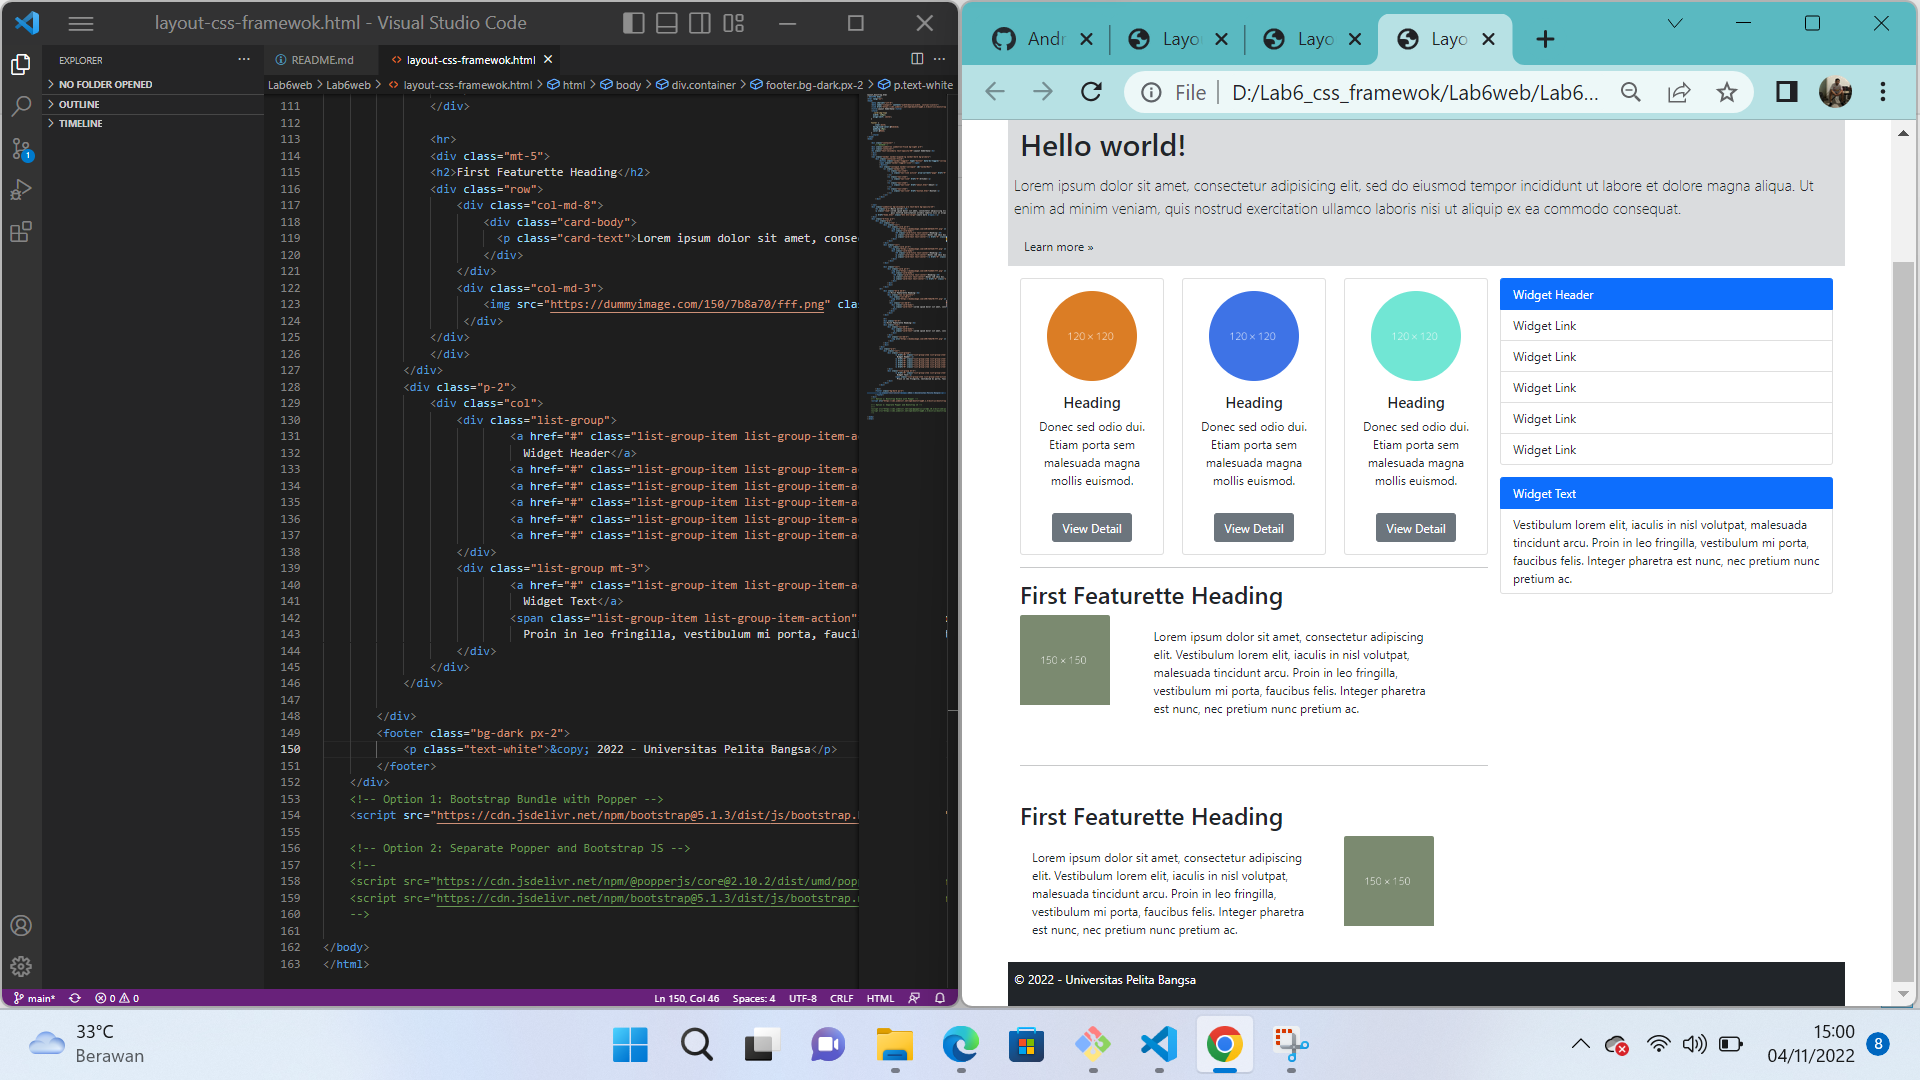 layout-css-framewok.html - Visual Studio Code
EXPLORER
NO FOLDER OPENED
OUTLINE
TIMELINE
README.md
layout-css-framewok.html
Lab6web > Lab6web > layout-css-framewok.html > html > body > div.container > footer.bg-dark.px-2 > p.text-white
111 </div>
112
113 <hr>
114 <div class="mt-5">
115 <h2>First Featurette Heading</h2>
116 <div class="row">
117 <div class="col-md-8">
118 <div class="card-body">
119 <p class="card-text">Lorem ipsum dolor sit amet, conse
120 </div>
121 </div>
122 <div class="col-md-3">
123 <img src="https://dummyimage.com/150/7b8a70/fff.png" clas
124 </div>
125 </div>
126 </div>
127 </div>
128 <div class="p-2">
129 <div class="col">
130 <div class="list-group">
131 <a href="#" class="list-group-item list-group-item-a
132 Widget Header</a>
133 <a href="#" class="list-group-item list-group-item-a
134 <a href="#" class="list-group-item list-group-item-a
135 <a href="#" class="list-group-item list-group-item-a
136 <a href="#" class="list-group-item list-group-item-a
137 <a href="#" class="list-group-item list-group-item-a
138 </div>
139 <div class="list-group mt-3">
140 <a href="#" class="list-group-item list-group-item-a
141 Widget Text</a>
142 <span class="list-group-item list-group-item-action"
143 Proin in leo fringilla, vestibulum mi porta, fauci
144 </div>
145 </div>
146 </div>
147
148 </div>
149 <footer class="bg-dark px-2">
150 <p class="text-white">&copy; 2022 - Universitas Pelita Bangsa</p>
151 </footer>
152 </div>
153 <!-- Option 1: Bootstrap Bundle with Popper -->
154 <script src="https://cdn.jsdelivr.net/npm/bootstrap@5.1.3/dist/js/bootstrap.
155
156 <!-- Option 2: Separate Popper and Bootstrap JS -->
157 <!--
158 <script src="https://cdn.jsdelivr.net/npm/@popperjs/core@2.10.2/dist/umd/pop
159 <script src="https://cdn.jsdelivr.net/npm/bootstrap@5.1.3/dist/js/bootstrap.
160 -->
161
162 </body>
163 </html>
1
main* 0 0 Ln 150, Col 46 Spaces: 4 UTF-8 CRLF HTML
Andr Layo Layo Layo
File D:/Lab6_css_framewok/Lab6web/Lab6...
Hello world!
Lorem ipsum dolor sit amet, consectetur adipisicing elit, sed do eiusmod tempor incididunt ut labore et dolore magna aliqua. Ut
enim ad minim veniam, quis nostrud exercitation ullamco laboris nisi ut aliquip ex ea commodo consequat.
Learn more »
120 × 120
Heading
Donec sed odio dui.
Etiam porta sem
malesuada magna
mollis euismod.
View Detail
120 × 120
Heading
Donec sed odio dui.
Etiam porta sem
malesuada magna
mollis euismod.
View Detail
120 × 120
Heading
Donec sed odio dui.
Etiam porta sem
malesuada magna
mollis euismod.
View Detail
Widget Header
Widget Link
Widget Link
Widget Link
Widget Link
Widget Link
Widget Text
Vestibulum lorem elit, iaculis in nisl volutpat, malesuada
tincidunt arcu. Proin in leo fringilla, vestibulum mi porta,
faucibus felis. Integer pharetra est nunc, nec pretium nunc
pretium ac.
First Featurette Heading
150 × 150
Lorem ipsum dolor sit amet, consectetur adipiscing
elit. Vestibulum lorem elit, iaculis in nisl volutpat,
malesuada tincidunt arcu. Proin in leo fringilla,
vestibulum mi porta, faucibus felis. Integer pharetra
est nunc, nec pretium nunc pretium ac.
First Featurette Heading
Lorem ipsum dolor sit amet, consectetur adipiscing
elit. Vestibulum lorem elit, iaculis in nisl volutpat,
malesuada tincidunt arcu. Proin in leo fringilla,
vestibulum mi porta, faucibus felis. Integer pharetra
est nunc, nec pretium nunc pretium ac.
150 × 150
© 2022 - Universitas Pelita Bangsa
33°C
Berawan
15:00
04/11/2022
8